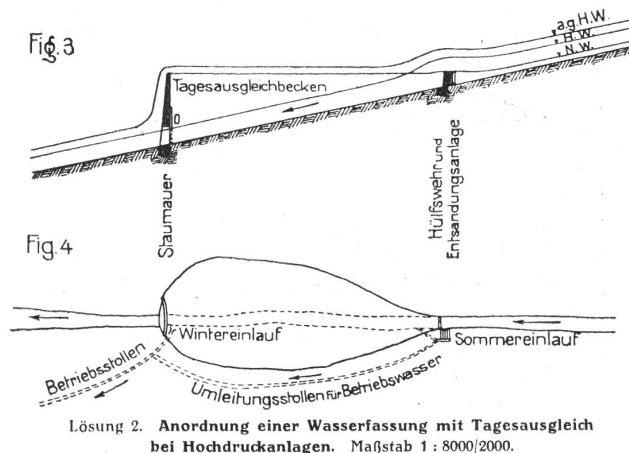 Fig. 3
a.g.H.W.
H.W.
N.W.
Tagesausgleichbecken
0
Staumauer
Hülfswehr und
Entsandungsanlage
Fig. 4
Wintereinlauf
Sommereinlauf
Betriebsstollen
Umleitungsstollen für Betriebswasser
Lösung 2. Anordnung einer Wasserfassung mit Tagesausgleich
bei Hochdruckanlagen. Maßstab 1 : 8000/2000.